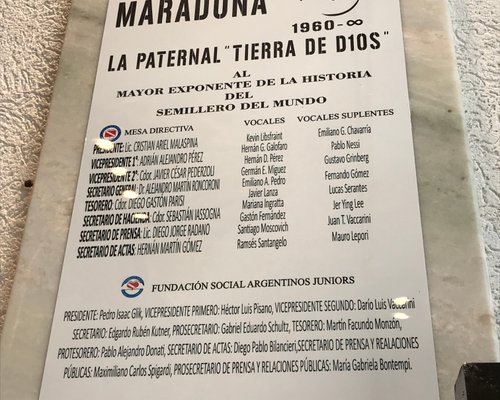 MARADONA
1960-∞
LA PATERNAL "TIERRA DE D10S"
AL
MAYOR EXPONENTE DE LA HISTORIA
DEL
SEMILLERO DEL MUNDO
MESA DIRECTIVA
PRESIDENTE: Lic. CRISTIAN ARIEL MALASPINA
VICEPRESIDENTE 1°: ADRIÁN ALEJANDRO PÉREZ
VICEPRESIDENTE 2°: Cdor. JAVIER CÉSAR PEDERZOLI
SECRETARIO GENERAL: Dr. ALEJANDRO MARTÍN RONCORONI
TESORERO: Cdor. DIEGO GASTÓN PARISI
SECRETARIO DE HACIENDA: Cdor. SEBASTIÁN IASSOGNA
SECRETARIO DE PRENSA: Lic. DIEGO JORGE RADANO
SECRETARIO DE ACTAS: HERNÁN MARTÍN GÓMEZ
VOCALES
Kevin Libsfraint
Hernán G. Galofaro
Hernán D. Pérez
Germán E. Miguez
Emiliano A. Pedro
Javier Lanza
Mariana Ingratta
Gastón Fernández
Santiago Moscovich
Ramsés Santangelo
VOCALES SUPLENTES
Emiliano G. Chavarría
Pablo Nessi
Gustavo Grinberg
Fernando Gómez
Lucas Serantes
Jer Ying Lee
Juan T. Vaccarini
Mauro Lepori
FUNDACIÓN SOCIAL ARGENTINOS JUNIORS
PRESIDENTE: Pedro Isaac Glik, VICEPRESIDENTE PRIMERO: Héctor Luis Pisano, VICEPRESIDENTE SEGUNDO: Darío Luis Vaccarini
SECRETARIO: Edgardo Rubén Kutner, PROSECRETARIO: Gabriel Eduardo Schultz, TESORERO: Martín Facundo Monzón,
PROTESORERO: Pablo Alejandro Donati, SECRETARIO DE ACTAS: Diego Pablo Bilancieri,SECRETARIO DE PRENSA Y REALACIONES
PÚBLICAS: Maximiliano Carlos Spigardi, PROSECRETARIO DE PRENSA Y RELACIONES PÚBLICAS: María Gabriela Bontempi.